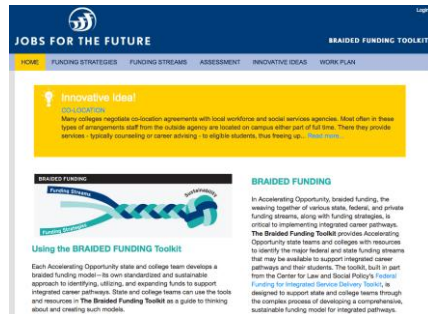 Login
JOBS FOR THE FUTURE
BRAIDED FUNDING TOOLKIT
HOME FUNDING STRATEGIES FUNDING STREAMS ASSESSMENT INNOVATIVE IDEAS WORK PLAN
Innovative Idea!
CO-LOCATION
Many colleges negotiate co-location agreements with local workforce and social services agencies. Most often in these
types of arrangements staff from the outside agency are located on campus either part of full time. There they provide
services - typically counseling or career advising - to eligible students, thus freeing up... Read more...
BRAIDED FUNDING
Funding Streams
Sustainability
Funding Strategies
Using the BRAIDED FUNDING Toolkit
Each Accelerating Opportunity state and college team develops a
braided funding model—its own standardized and sustainable
approach to identifying, utilizing, and expanding funds to support
integrated career pathways. State and college teams can use the tools
and resources in The Braided Funding Toolkit as a guide to thinking
about and creating such models.
BRAIDED FUNDING
In Accelerating Opportunity, braided funding, the
weaving together of various state, federal, and private
funding streams, along with funding strategies, is
critical to implementing integrated career pathways.
The Braided Funding Toolkit provides Accelerating
Opportunity state teams and colleges with resources
to identify the major federal and state funding streams
that may be available to support integrated career
pathways and their students. The toolkit, built in part
from the Center for Law and Social Policy's Federal
Funding for Integrated Service Delivery Toolkit, is
designed to support state and college teams through
the complex process of developing a comprehensive,
sustainable funding model for integrated pathways.